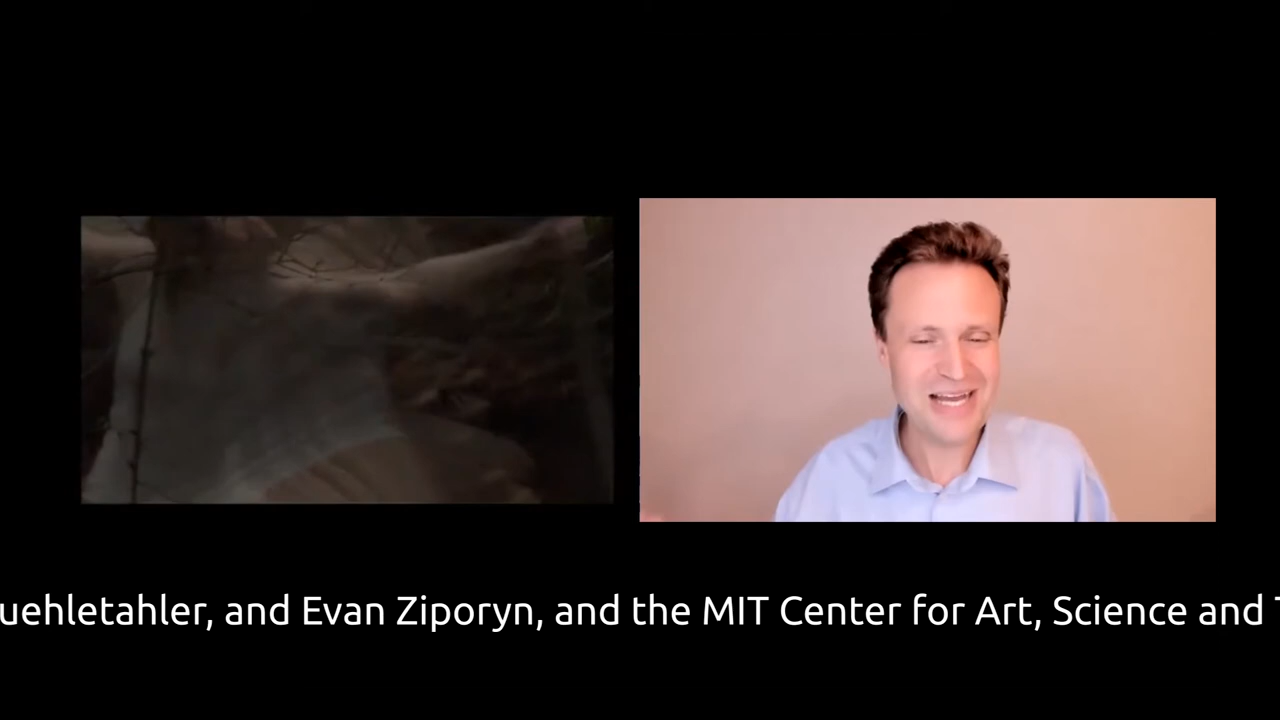 uehletahler, and Evan Ziporyn, and the MIT Center for Art, Science and